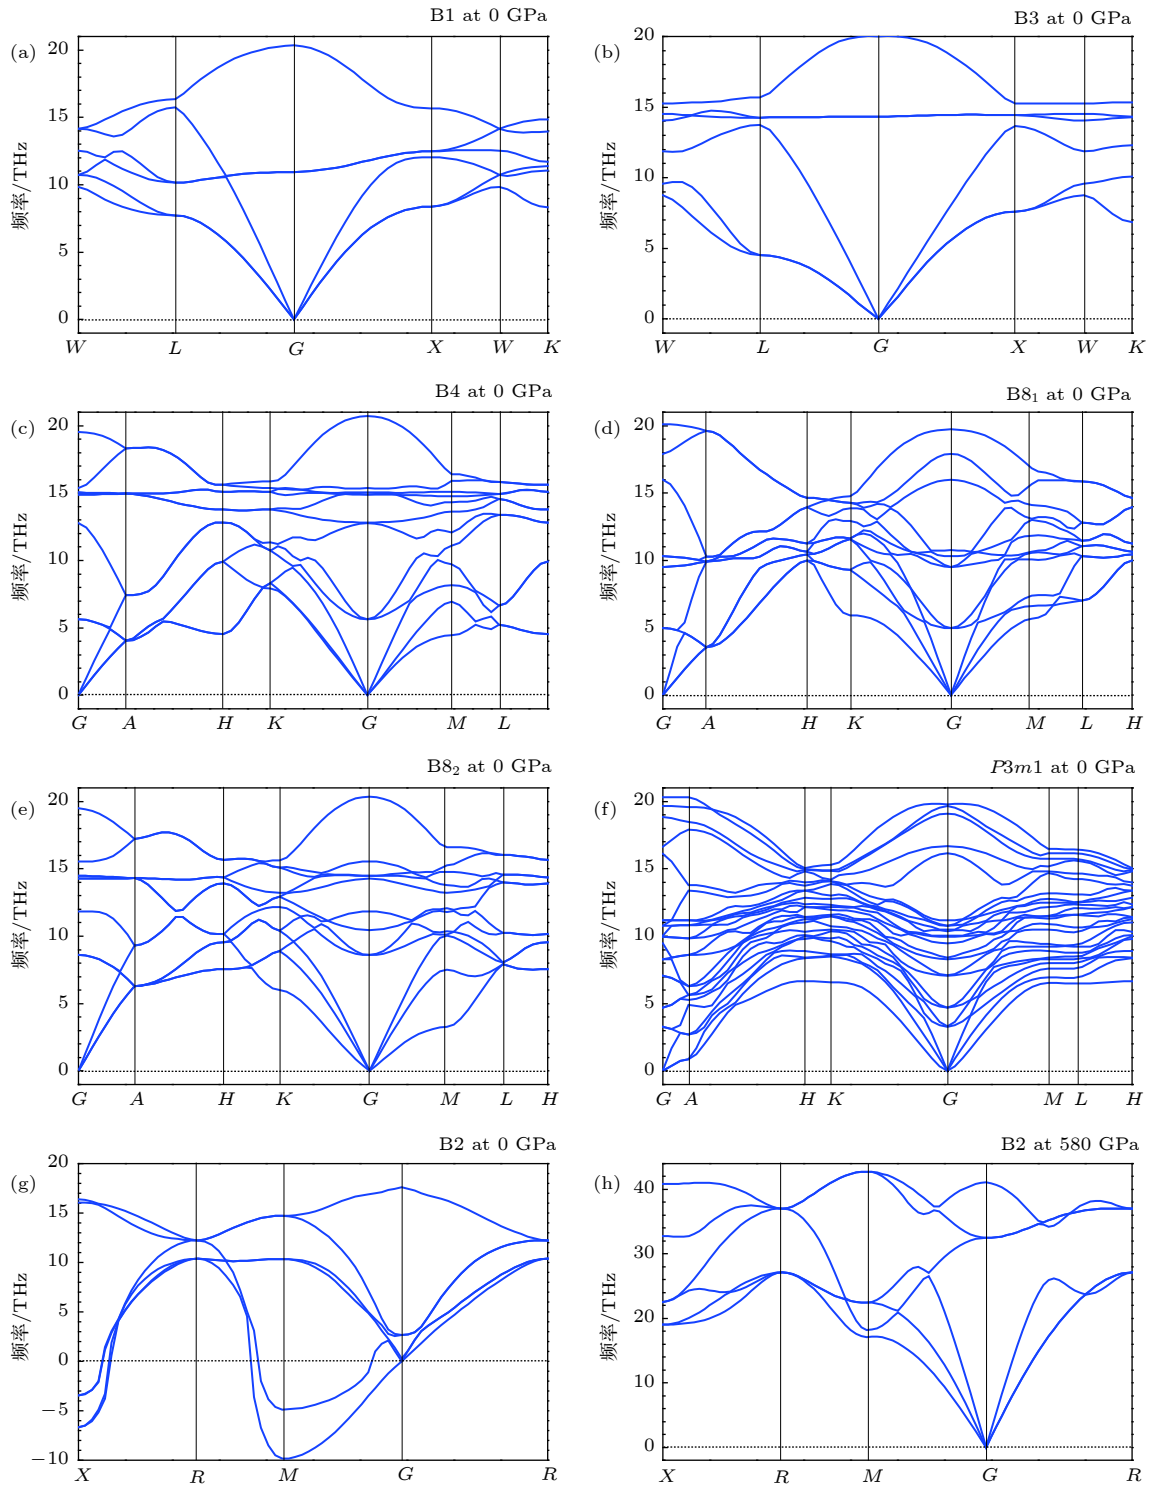 B1 at 0 GPa
(a)
频率/THz
20
15
10
5
0
W L G X W K
B3 at 0 GPa
(b)
频率/THz
20
15
10
5
0
W L G X W K
B4 at 0 GPa
(c)
频率/THz
20
15
10
5
0
G A H K G M L
B8₁ at 0 GPa
(d)
频率/THz
20
15
10
5
0
G A H K G M L H
B8₂ at 0 GPa
(e)
频率/THz
20
15
10
5
0
G A H K G M L H
P3m1 at 0 GPa
(f)
频率/THz
20
15
10
5
0
G A H K G M L H
B2 at 0 GPa
(g)
频率/THz
20
15
10
5
0
−5
−10
X R M G R
B2 at 580 GPa
(h)
频率/THz
40
30
20
10
0
X R M G R